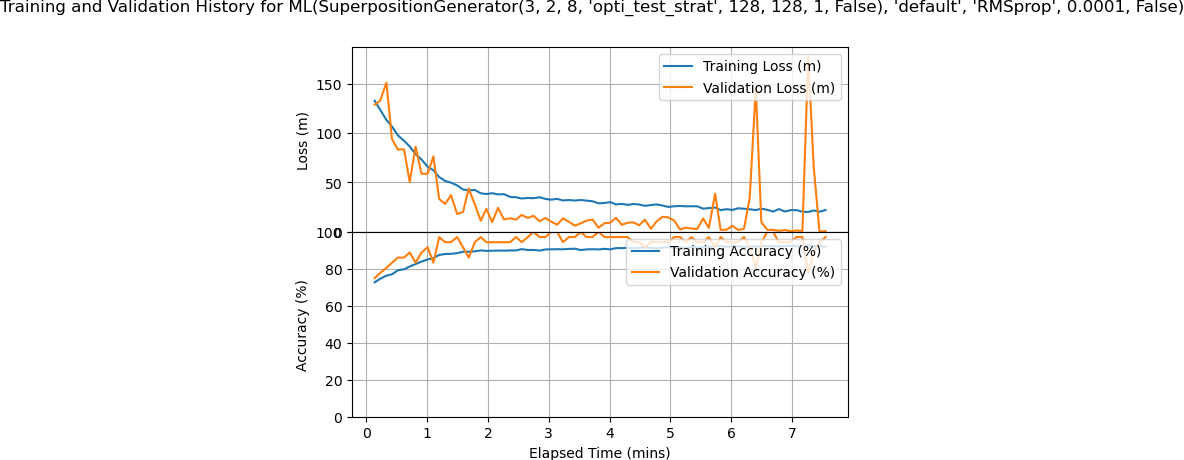 Training and Validation History for ML(SuperpositionGenerator(3, 2, 8, 'opti_test_strat', 128, 128, 1, False), 'default', 'RMSprop', 0.0001, False)
Training Loss (m)
Validation Loss (m)
150
100
50
0
Loss (m)
Training Accuracy (%)
Validation Accuracy (%)
100
80
60
40
20
0
Accuracy (%)
0 1 2 3 4 5 6 7
Elapsed Time (mins)